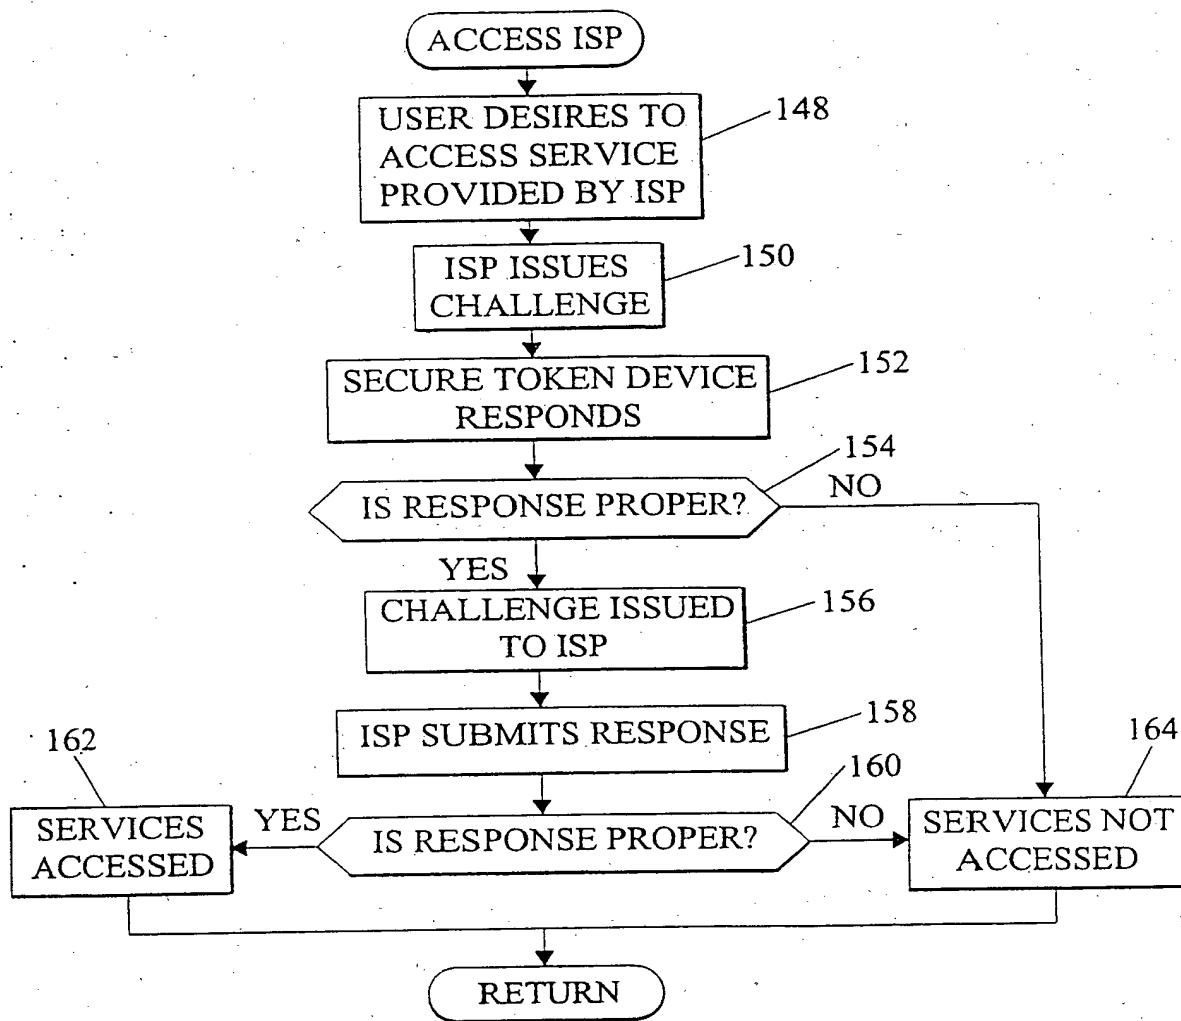 ACCESS ISP
USER DESIRES TO
ACCESS SERVICE
PROVIDED BY ISP
148
ISP ISSUES
CHALLENGE
150
SECURE TOKEN DEVICE
RESPONDS
152
IS RESPONSE PROPER?
154
NO
YES
CHALLENGE ISSUED
TO ISP
156
ISP SUBMITS RESPONSE
158
IS RESPONSE PROPER?
160
YES
NO
162
SERVICES
ACCESSED
164
SERVICES NOT
ACCESSED
RETURN